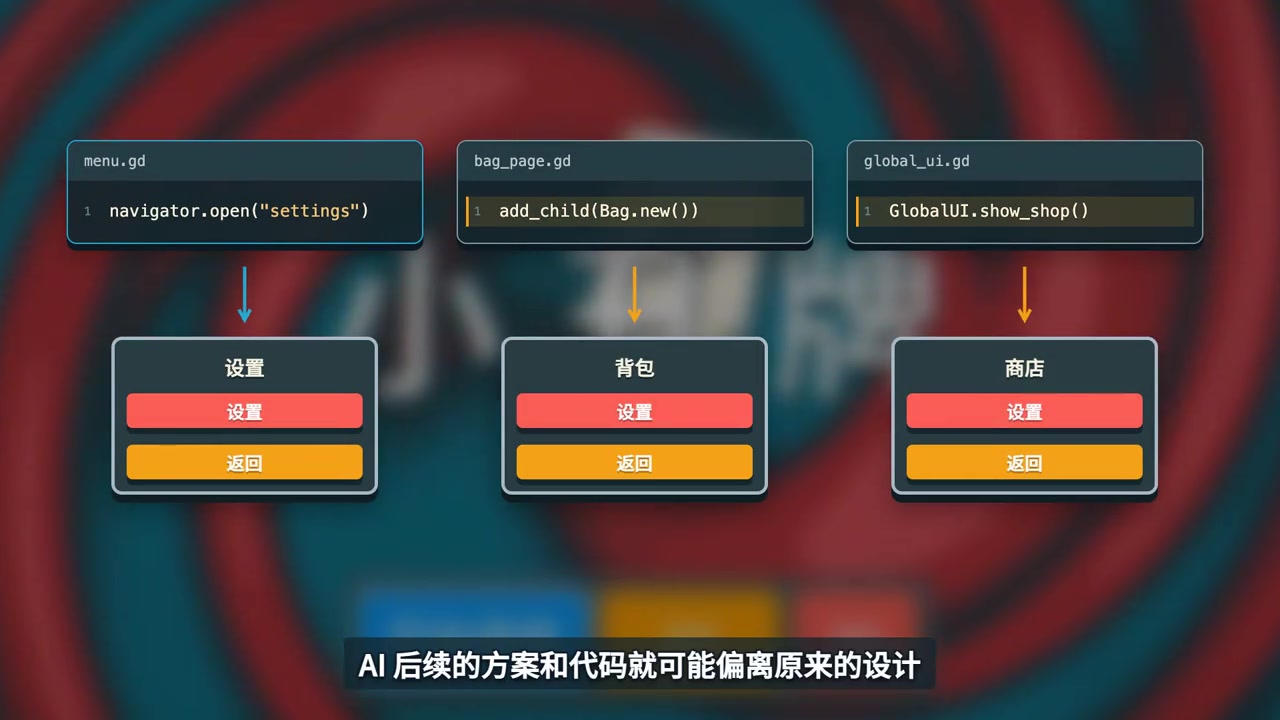 menu.gd
1 navigator.open("settings")
bag_page.gd
1 add_child(Bag.new())
global_ui.gd
1 GlobalUI.show_shop()
设置
设置
返回
背包
设置
返回
商店
设置
返回
小 牌
AI 后续的方案和代码就可能偏离原来的设计